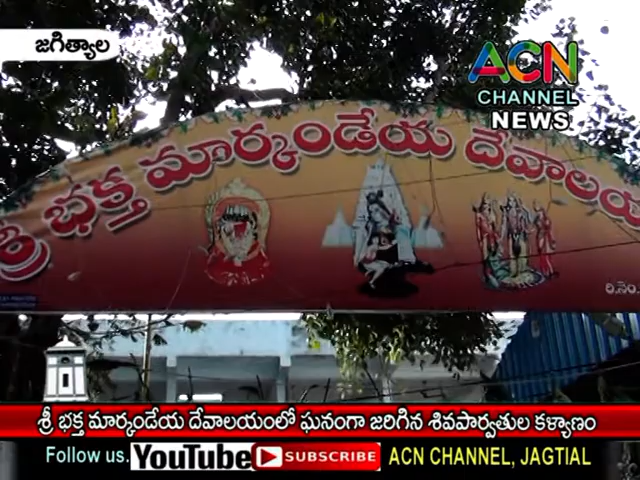 జగిత్యాల
ACN
CHANNEL
NEWS
శ్రీ భక్త మార్కండేయ దేవాలయ
రి.నెం.
శ్రీ భక్త మార్కండేయ దేవాలయంలో ఘనంగా జరిగిన శివపార్వతుల కళ్యాణం
Follow us. YouTube SUBSCRIBE ACN CHANNEL, JAGTIAL